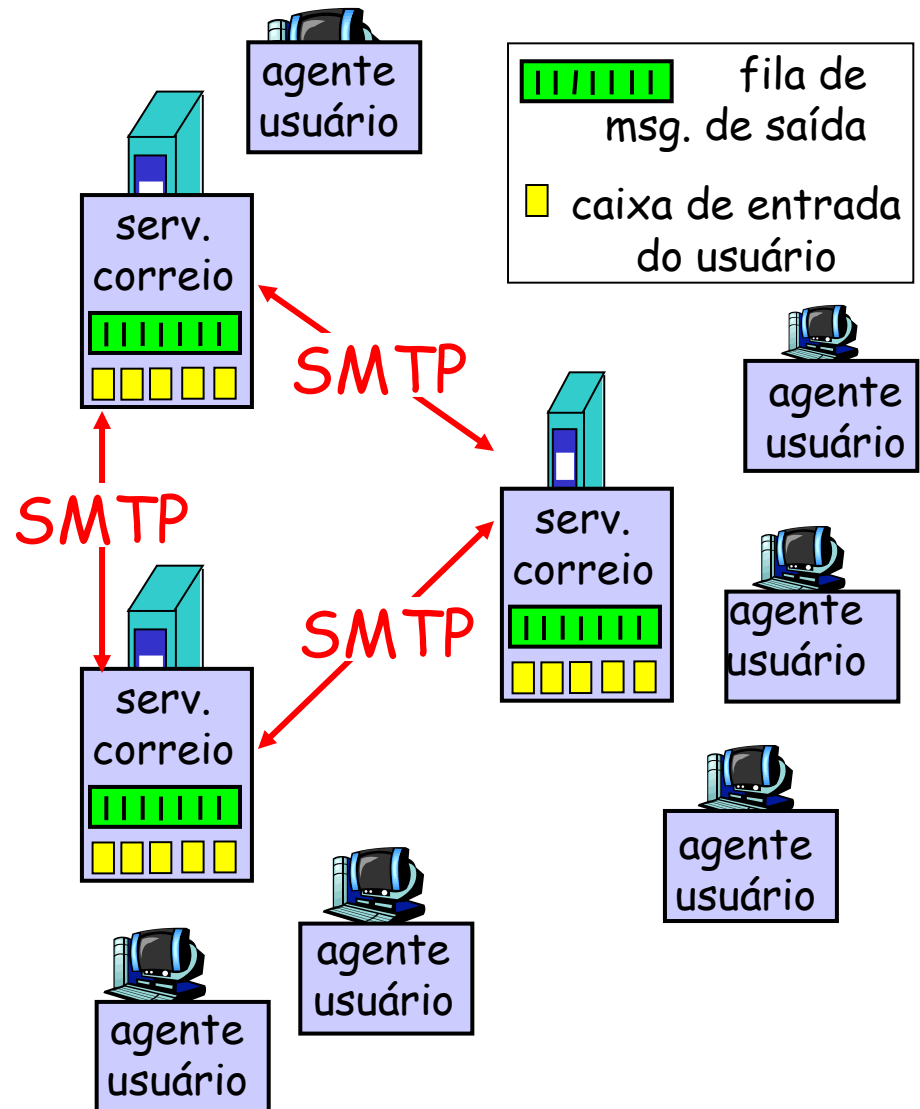 agente
usuário
fila de
msg. de saída
caixa de entrada
do usuário
serv.
correio
SMTP
agente
usuário
SMTP
serv.
correio
agente
usuário
SMTP
serv.
correio
agente
usuário
agente
usuário
agente
usuário